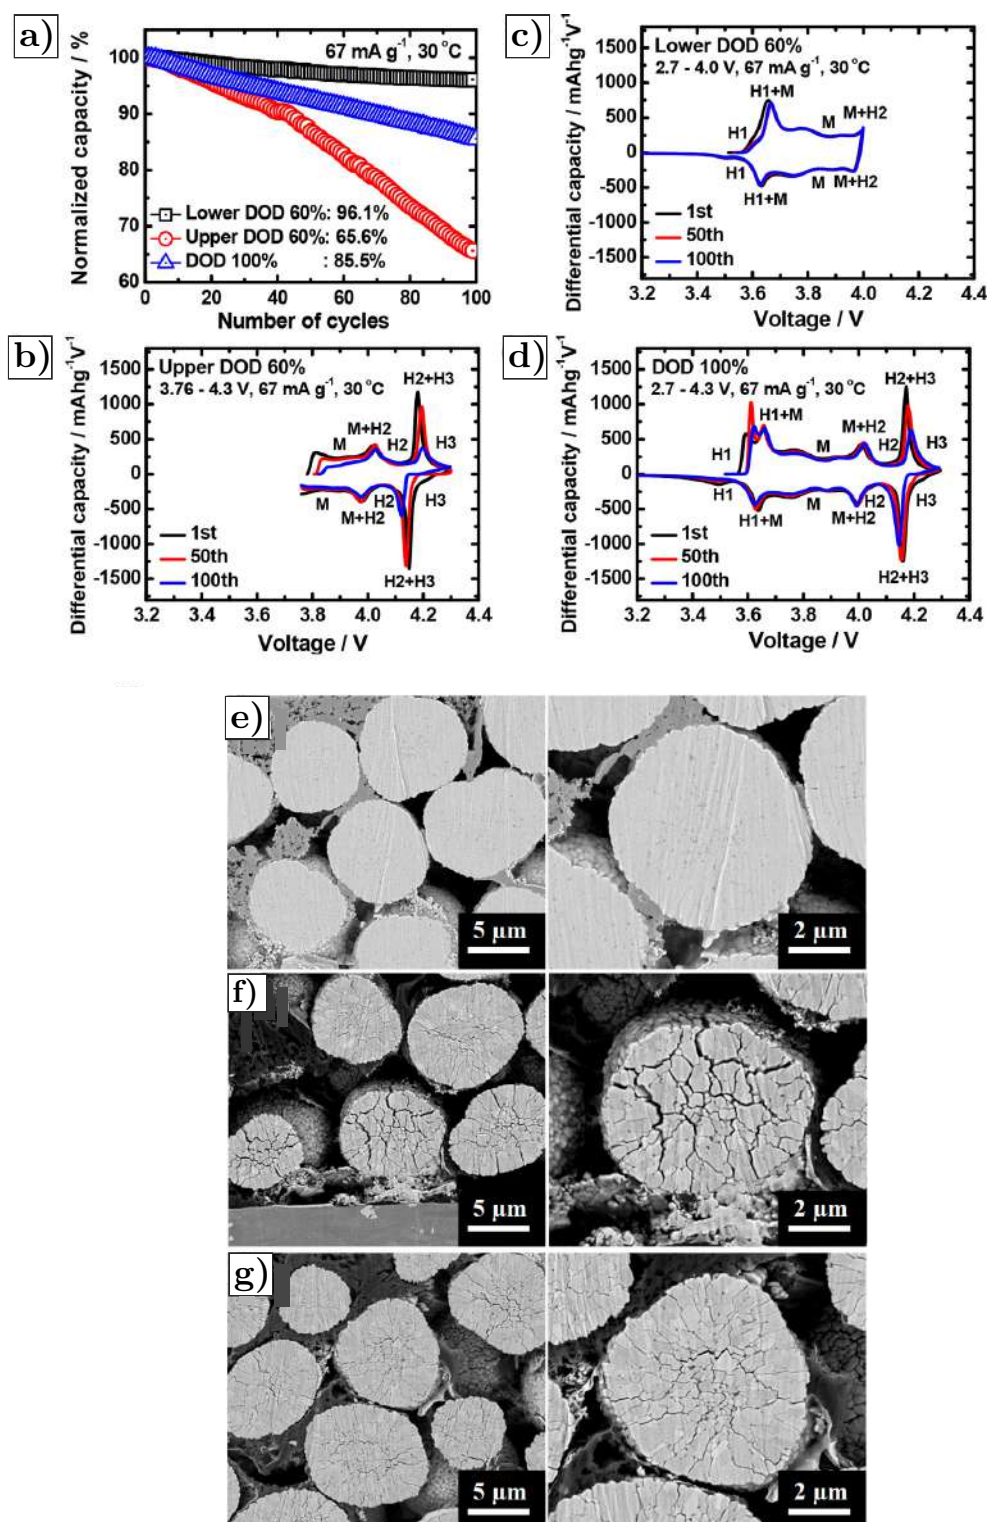 a)
67 mA g⁻¹, 30 °C
Normalized capacity / %
100
90
80
70
60
Lower DOD 60%: 96.1%
Upper DOD 60%: 65.6%
DOD 100% : 85.5%
0 20 40 60 80 100
Number of cycles
c)
Lower DOD 60%
2.7 - 4.0 V, 67 mA g⁻¹, 30 °C
Differential capacity / mAhg⁻¹V⁻¹
1500
1000
500
0
-500
-1000
-1500
H1+M
H1
M
M+H2
H1
H1+M
M
M+H2
1st
50th
100th
3.2 3.4 3.6 3.8 4.0 4.2 4.4
Voltage / V
b)
Upper DOD 60%
3.76 - 4.3 V, 67 mA g⁻¹, 30 °C
Differential capacity / mAhg⁻¹V⁻¹
1500
1000
500
0
-500
-1000
-1500
H2+H3
M+H2
M
H2
H3
M
H2
H3
M+H2
H2+H3
1st
50th
100th
3.2 3.4 3.6 3.8 4.0 4.2 4.4
Voltage / V
d)
DOD 100%
2.7 - 4.3 V, 67 mA g⁻¹, 30 °C
Differential capacity / mAhg⁻¹V⁻¹
1500
1000
500
0
-500
-1000
-1500
H2+H3
H1+M
H1
M
M+H2
H2
H3
H1
H1+M
M
M+H2
H2
H3
H2+H3
1st
50th
100th
3.2 3.4 3.6 3.8 4.0 4.2 4.4
Voltage / V
e)
5 µm
2 µm
f)
5 µm
2 µm
g)
5 µm
2 µm